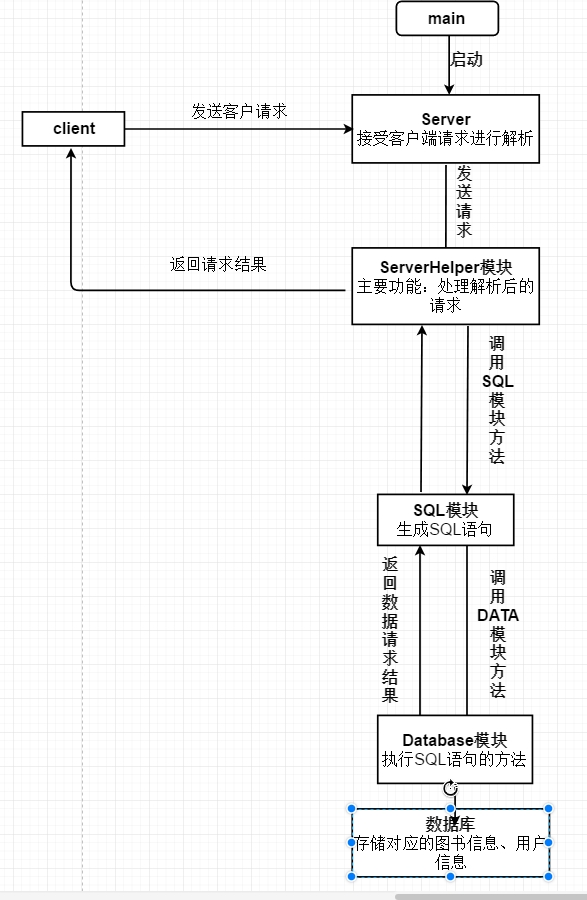 main
启动
client
发送客户请求
Server
接受客户端请求进行解析
发送请求
返回请求结果
ServerHelper模块
主要功能：处理解析后的
请求
调
用
SQL
模
块
方
法
SQL模块
生成SQL语句
返回数据请求结果
调
用
DATA
模
块
方
法
Database模块
执行SQL语句的方法
数据库
存储对应的图书信息、用户
信息